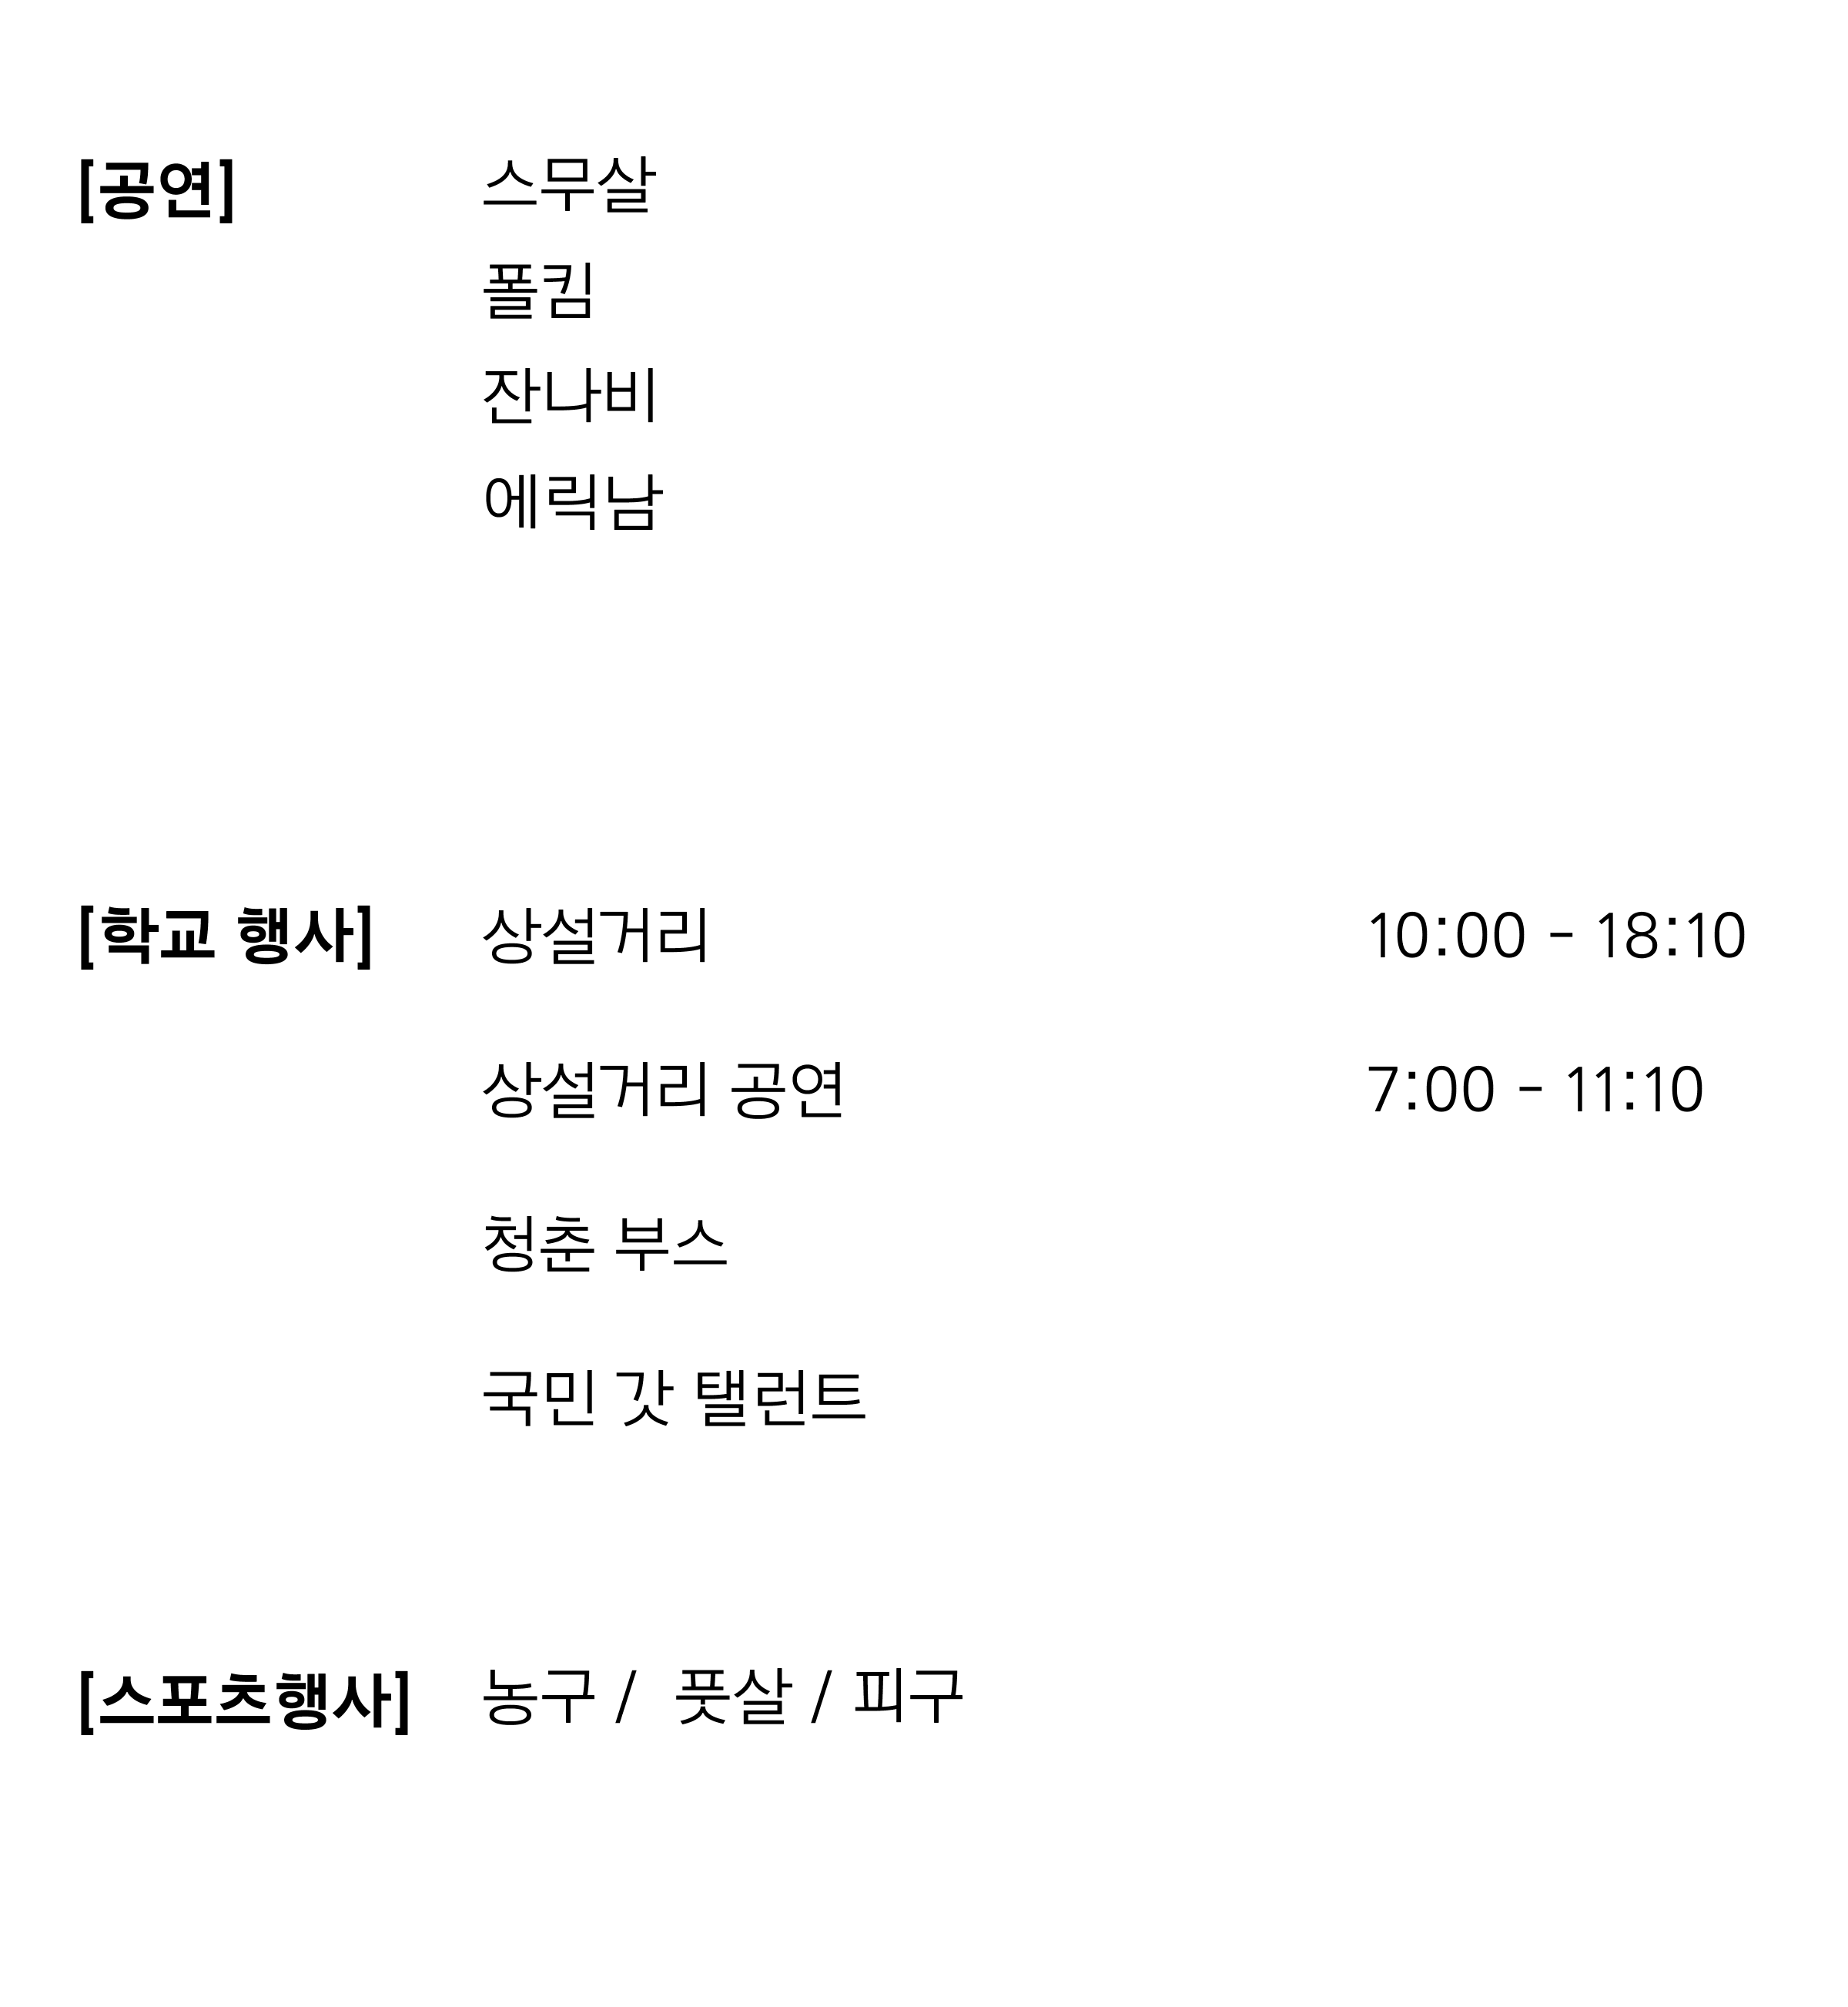 [공연] 스무살
폴킴
잔나비
에릭남
[학교 행사] 상설거리 10:00 - 18:10
상설거리 공연 7:00 - 11:10
청춘 부스
국민 갓 탤런트
[스포츠행사] 농구 / 풋살 / 피구